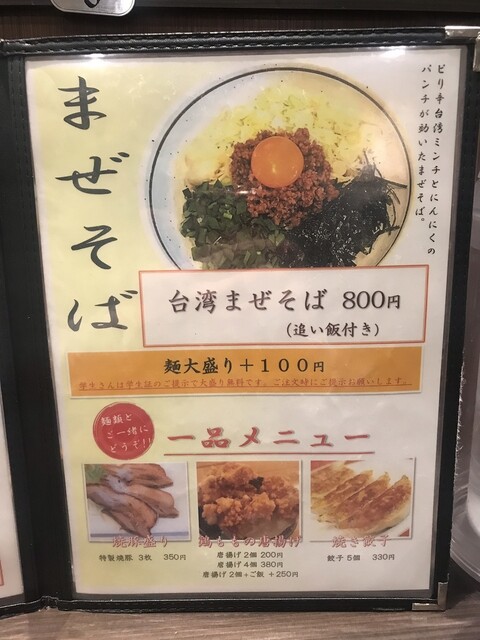 ピリ辛台湾ミンチとにんにくの
パンチが効いたまぜそば。
まぜそば
台湾まぜそば 800円
(追い飯付き)
麺大盛り+100円
学生さんは学生証のご提示で大盛り無料です。ご注文時にご提示お願いします。
麺類と
ご一緒に
どうぞ!!
一品メニュー
焼豚盛り
特製焼豚 3枚 350円
鶏ももの唐揚げ
唐揚げ2個 200円
唐揚げ4個 380円
唐揚げ2個+ご飯 +250円
焼き餃子
餃子5個 330円